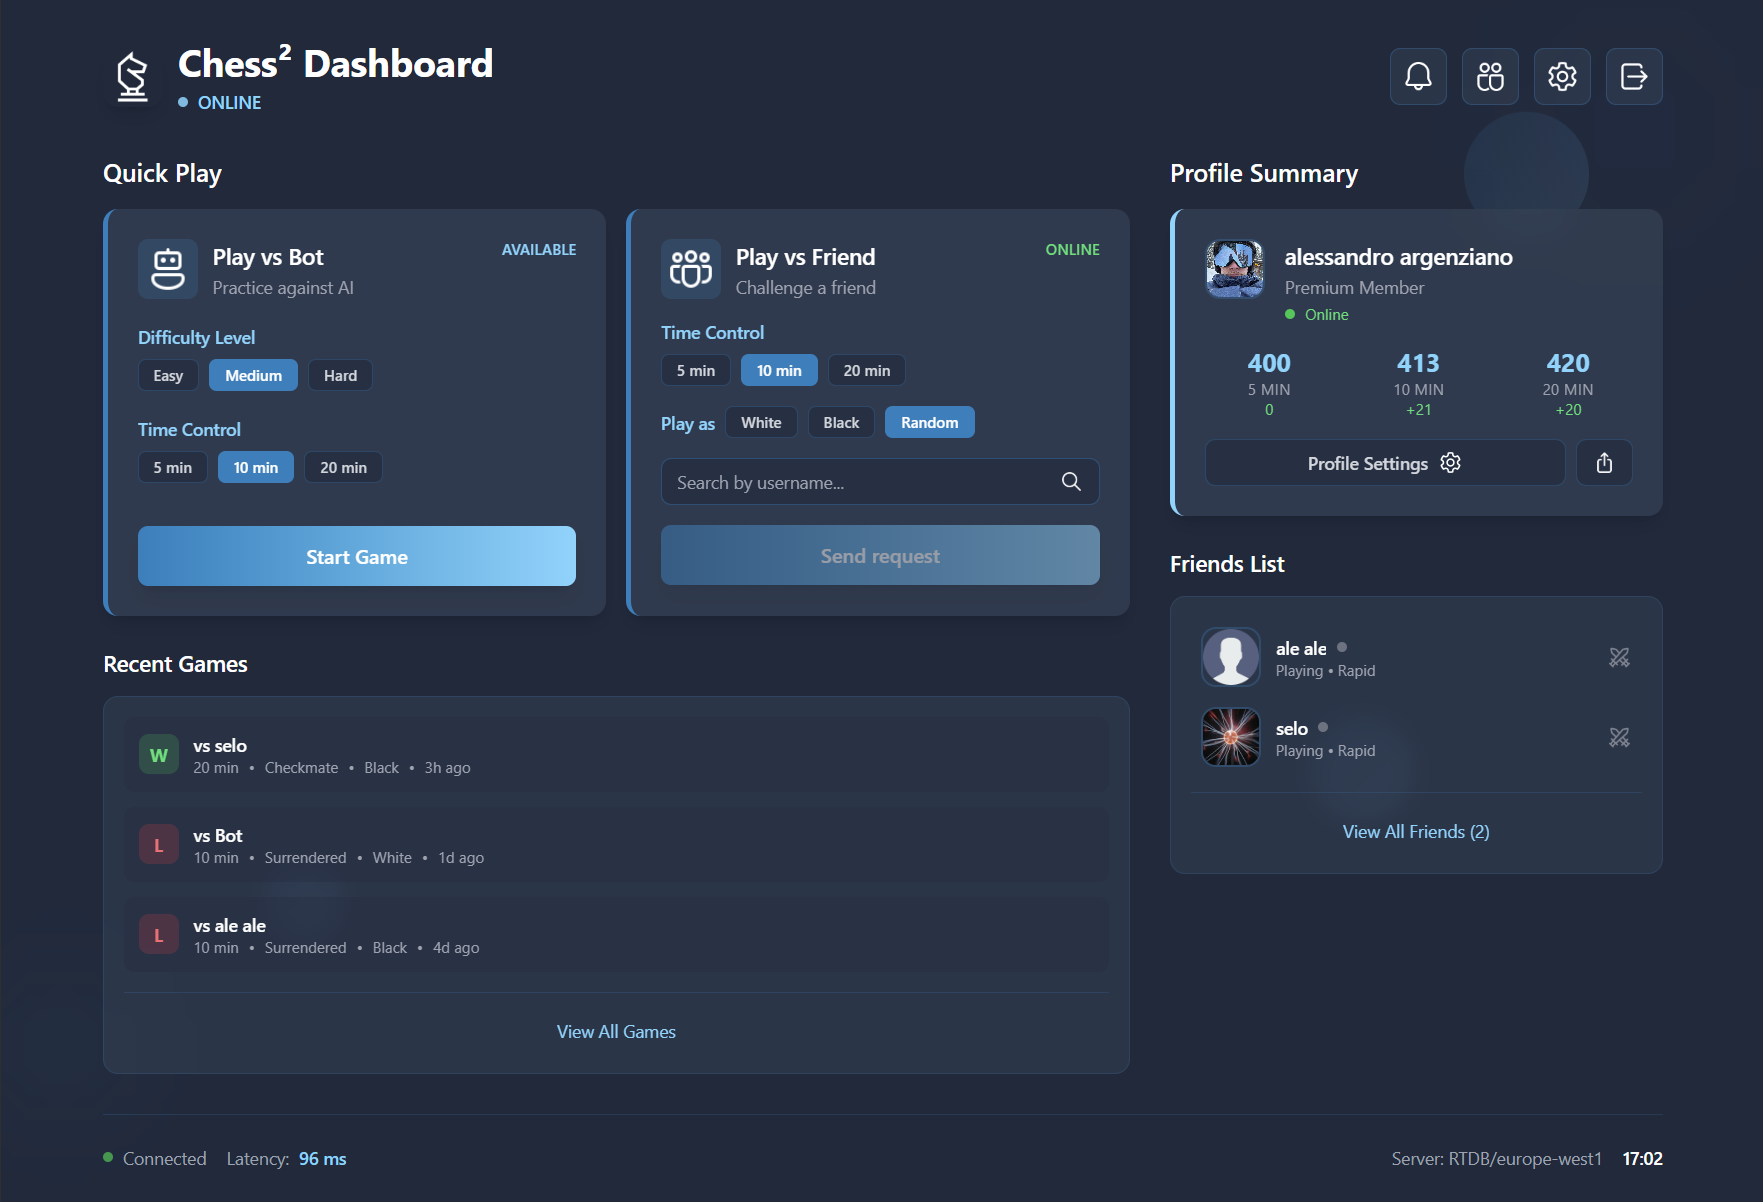 Chess² Dashboard
ONLINE
Quick Play
Play vs Bot
Practice against AI
AVAILABLE
Difficulty Level
Easy Medium Hard
Time Control
5 min 10 min 20 min
Start Game
Play vs Friend
Challenge a friend
ONLINE
Time Control
5 min 10 min 20 min
Play as White Black Random
Search by username...
Send request
Recent Games
W
vs selo
20 min • Checkmate • Black • 3h ago
L
vs Bot
10 min • Surrendered • White • 1d ago
L
vs ale ale
10 min • Surrendered • Black • 4d ago
View All Games
Profile Summary
alessandro argenziano
Premium Member
Online
400 413 420
5 MIN 10 MIN 20 MIN
0 +21 +20
Profile Settings
Friends List
ale ale
Playing • Rapid
selo
Playing • Rapid
View All Friends (2)
Connected Latency: 96 ms
Server: RTDB/europe-west1 17:02